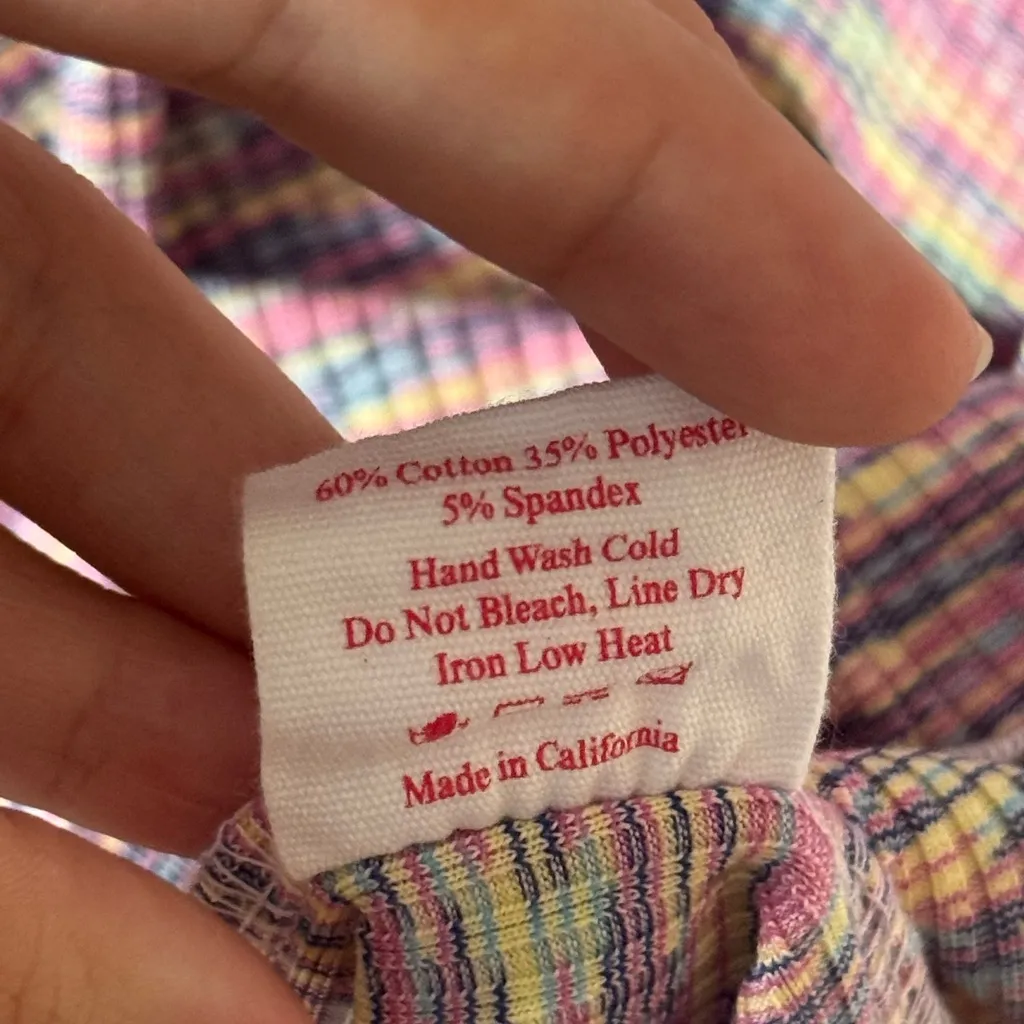 60% Cotton 35% Polyester
5% Spandex
Hand Wash Cold
Do Not Bleach, Line Dry
Iron Low Heat
Made in California